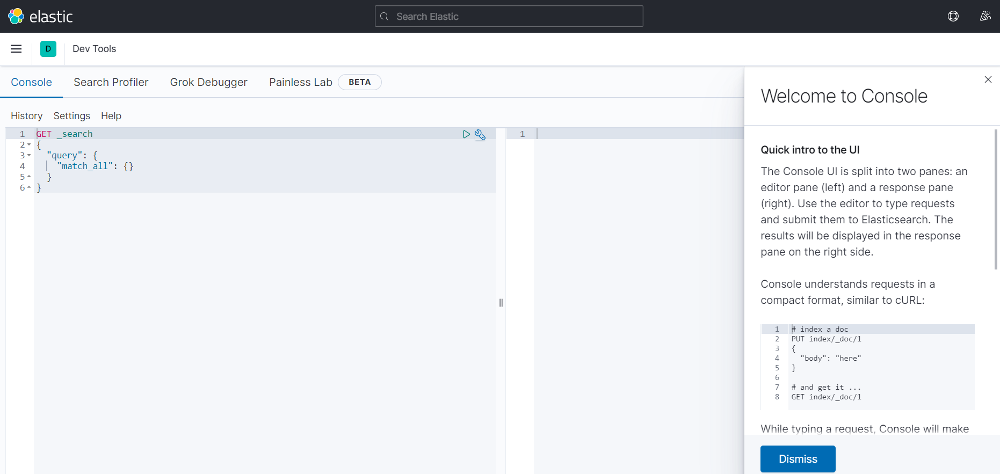 elastic
Search Elastic
D
Dev Tools
Console
Search Profiler
Grok Debugger
Painless Lab
BETA
History
Settings
Help
1 GET _search
2 {
3 "query": {
4 "match_all": {}
5 }
6 }
1
Welcome to Console
Quick intro to the UI
The Console UI is split into two panes: an
editor pane (left) and a response pane
(right). Use the editor to type requests
and submit them to Elasticsearch. The
results will be displayed in the response
pane on the right side.
Console understands requests in a
compact format, similar to cURL:
1 # index a doc
2 PUT index/_doc/1
3 {
4 "body": "here"
5 }
6
7 # and get it ...
8 GET index/_doc/1
While typing a request, Console will make
Dismiss